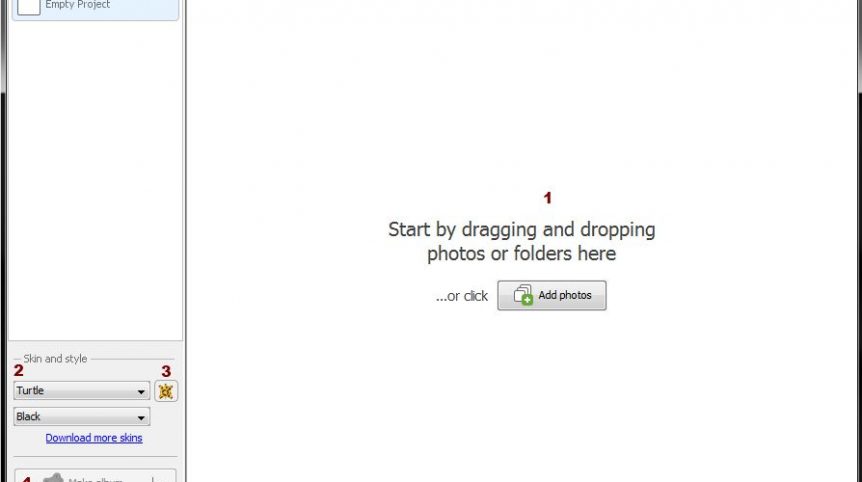 Empty Project
1
Start by dragging and dropping
photos or folders here
...or click Add photos
Skin and style
2 3
Turtle
Black
Download more skins
Make album